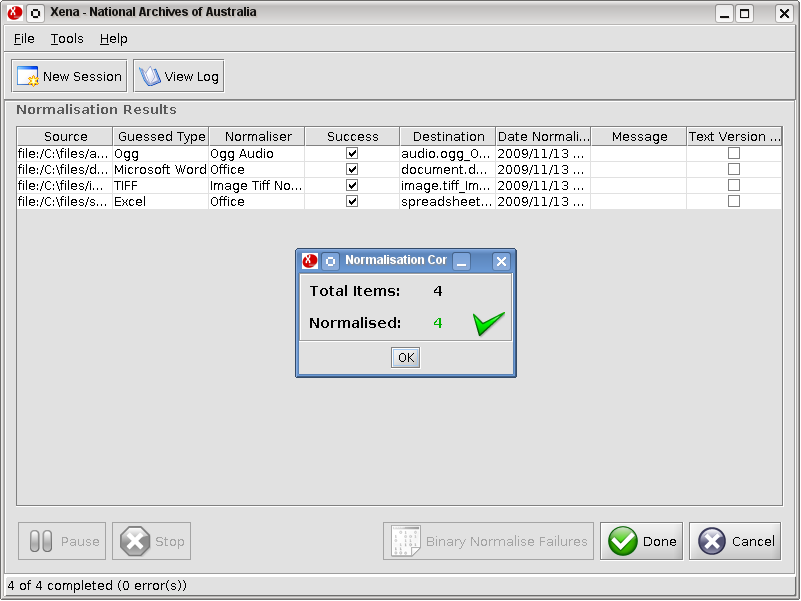 Xena - National Archives of Australia
File Tools Help
New Session View Log
Normalisation Results
Source Guessed Type Normaliser Success Destination Date Normali... Message Text Version ...
file:/C:\files/a... Ogg Ogg Audio audio.ogg_O... 2009/11/13 ...
file:/C:\files/d... Microsoft Word Office document.d... 2009/11/13 ...
file:/C:\files/i... TIFF Image Tiff No... image.tiff_Im... 2009/11/13 ...
file:/C:\files/s... Excel Office spreadsheet... 2009/11/13 ...
Normalisation Cor
Total Items: 4
Normalised: 4
OK
Pause Stop Binary Normalise Failures Done Cancel
4 of 4 completed (0 error(s))